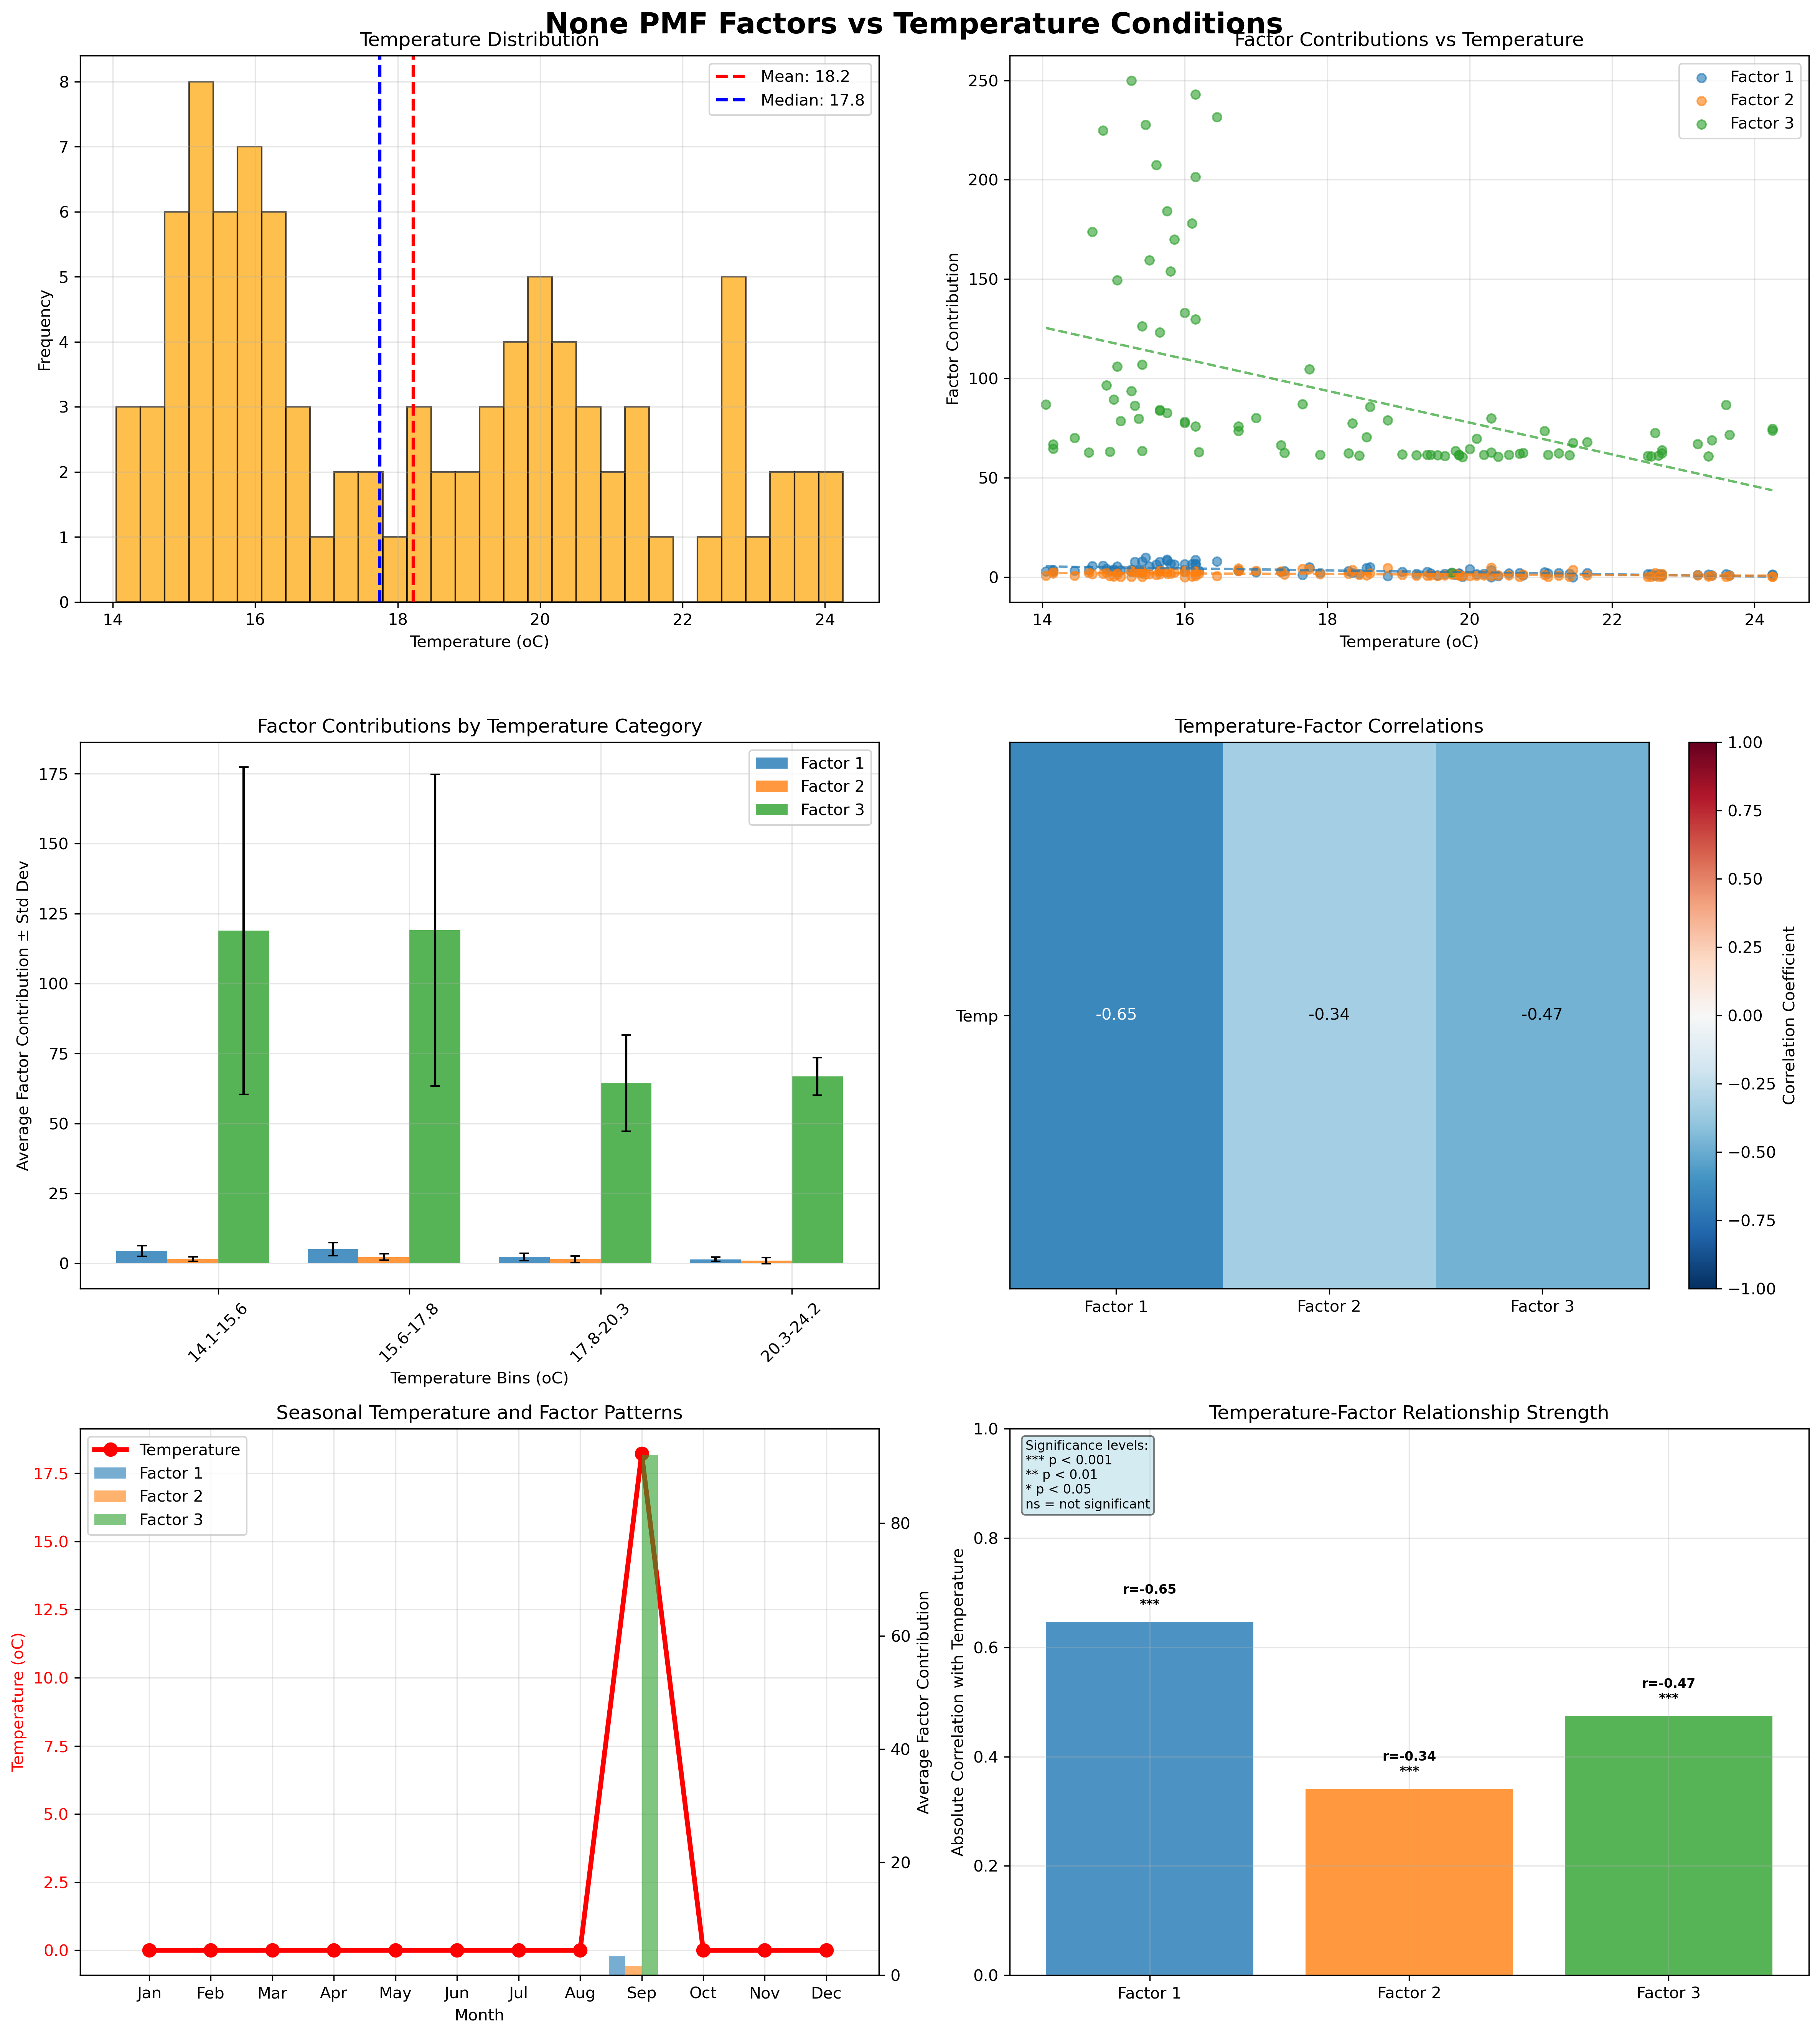 None PMF Factors vs Temperature Conditions
Temperature Distribution
Mean: 18.2
Median: 17.8
Frequency
8
7
6
5
4
3
2
1
0
14
16
18
20
22
24
Temperature (oC)
Factor Contributions vs Temperature
Factor 1
Factor 2
Factor 3
Factor Contribution
250
200
150
100
50
0
14
16
18
20
22
24
Temperature (oC)
Factor Contributions by Temperature Category
Factor 1
Factor 2
Factor 3
Average Factor Contribution ± Std Dev
175
150
125
100
75
50
25
0
14.1-15.6
15.6-17.8
17.8-20.3
20.3-24.2
Temperature Bins (oC)
Temperature-Factor Correlations
Temp
-0.65
-0.34
-0.47
Factor 1
Factor 2
Factor 3
1.00
0.75
0.50
0.25
0.00
−0.25
−0.50
−0.75
−1.00
Correlation Coefficient
Seasonal Temperature and Factor Patterns
Temperature
Factor 1
Factor 2
Factor 3
Temperature (oC)
17.5
15.0
12.5
10.0
7.5
5.0
2.5
0.0
Jan
Feb
Mar
Apr
May
Jun
Jul
Aug
Sep
Oct
Nov
Dec
Month
80
60
40
20
0
Average Factor Contribution
Temperature-Factor Relationship Strength
Significance levels:
*** p < 0.001
** p < 0.01
* p < 0.05
ns = not significant
Absolute Correlation with Temperature
1.0
0.8
0.6
0.4
0.2
0.0
r=-0.65
***
r=-0.34
***
r=-0.47
***
Factor 1
Factor 2
Factor 3